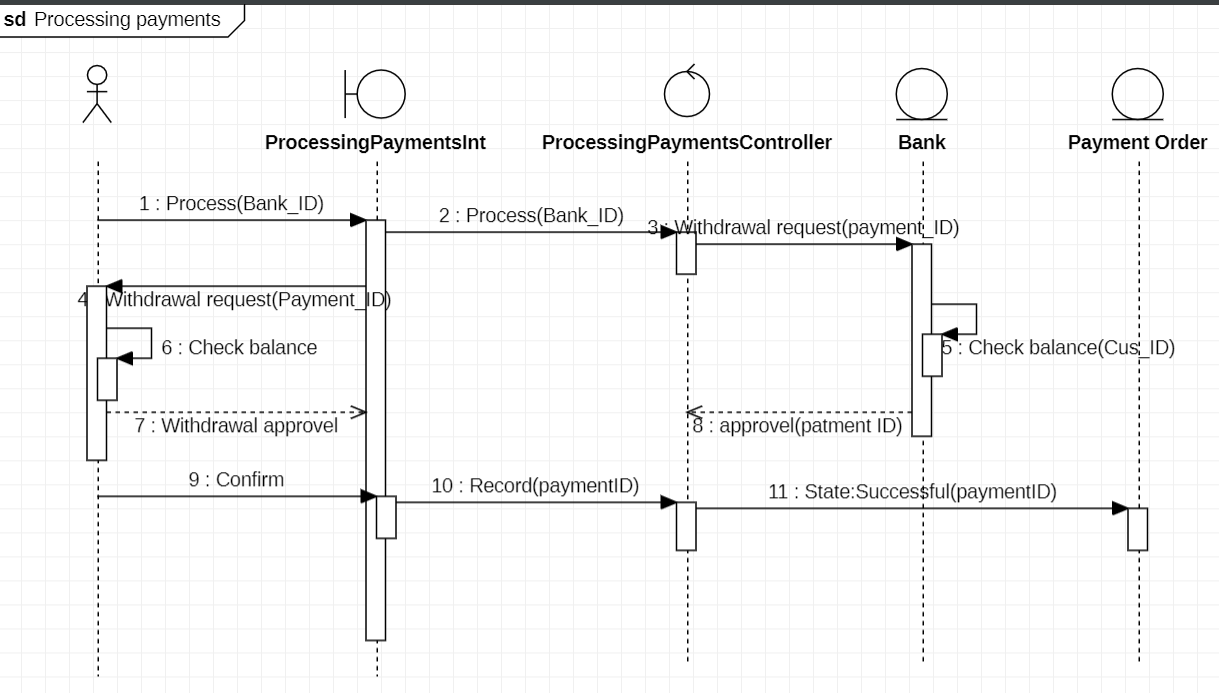 sd Processing payments
ProcessingPaymentsInt
ProcessingPaymentsController
Bank
Payment Order
1 : Process(Bank_ID)
2 : Process(Bank_ID)
3 : Withdrawal request(payment_ID)
4 : Withdrawal request(Payment_ID)
6 : Check balance
5 : Check balance(Cus_ID)
7 : Withdrawal approvel
8 : approvel(patment ID)
9 : Confirm
10 : Record(paymentID)
11 : State:Successful(paymentID)